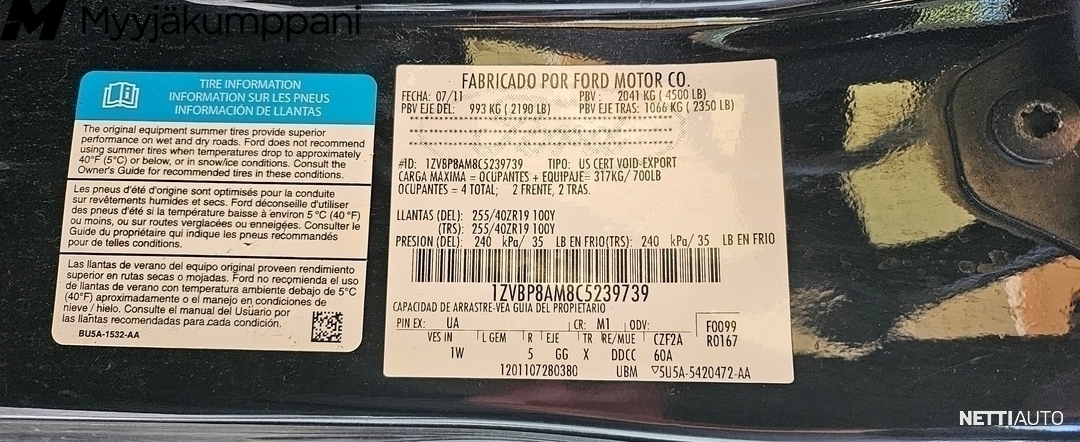 Myyjäkumppani
TIRE INFORMATION
INFORMATION SUR LES PNEUS
INFORMACIÓN DE LLANTAS
The original equipment summer tires provide superior
performance on wet and dry roads. Ford does not recommend
using summer tires when temperatures drop to approximately
40°F (5°C) or below, or in snow/ice conditions. Consult the
Owner's Guide for recommended tires in these conditions.
Les pneus d'été d'origine sont optimisés pour la conduite
sur revêtements humides et secs. Ford déconseille d'utiliser
des pneus d'été si la température baisse à environ 5 °C (40 °F)
ou moins, ou sur routes verglacées ou enneigées. Consulter le
Guide du propriétaire qui indique les pneus recommandés
pour de telles conditions.
Las llantas de verano del equipo original proveen rendimiento
superior en rutas secas o mojadas. Ford no recomienda el uso
de llantas de verano con temperatura ambiente debajo de 5°C
(40°F) aproximadamente o el manejo en condiciones de
nieve / hielo. Consulte el manual del Usuario por
las llantas recomendadas para cada condición.
BU5A-1532-AA
FABRICADO POR FORD MOTOR CO.
FECHA: 07/11 PBV : 2041 KG ( 4500 LB)
PBV EJE DEL: 993 KG ( 2190 LB) PBV EJE TRAS: 1066 KG ( 2350 LB)
#ID: 1ZVBP8AM8C5239739 TIPO: US CERT VOID-EXPORT
CARGA MAXIMA = OCUPANTES + EQUIPAJE= 317KG/ 700LB
OCUPANTES = 4 TOTAL; 2 FRENTE, 2 TRAS.
LLANTAS (DEL): 255/40ZR19 100Y
(TRS): 255/40ZR19 100Y
PRESION (DEL): 240 kPa/ 35 LB EN FRIO(TRS): 240 kPa/ 35 LB EN FRIO
1ZVBP8AM8C5239739
CAPACIDAD DE ARRASTRE-VEA GUIA DEL PROPIETARIO
PIN EX: UA CR: M1 ODV: F0099
R0167
VES IN L GEM R EJE TR RE/MUE CZF2A
1W 5 GG X DDCC 60A
1201107280380 UBM ▽5U5A-5420472-AA
NETTIAUTO